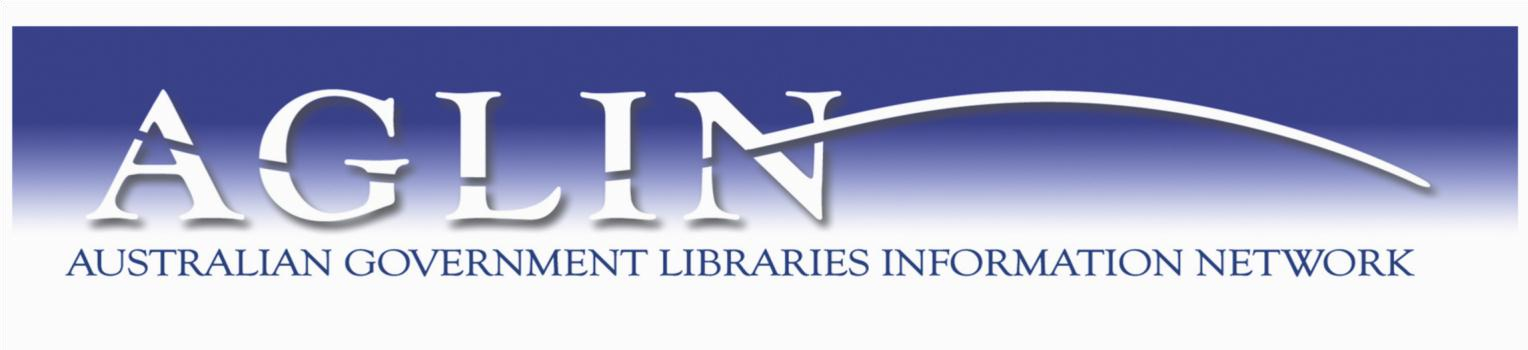 AGLIN
AUSTRALIAN GOVERNMENT LIBRARIES INFORMATION NETWORK